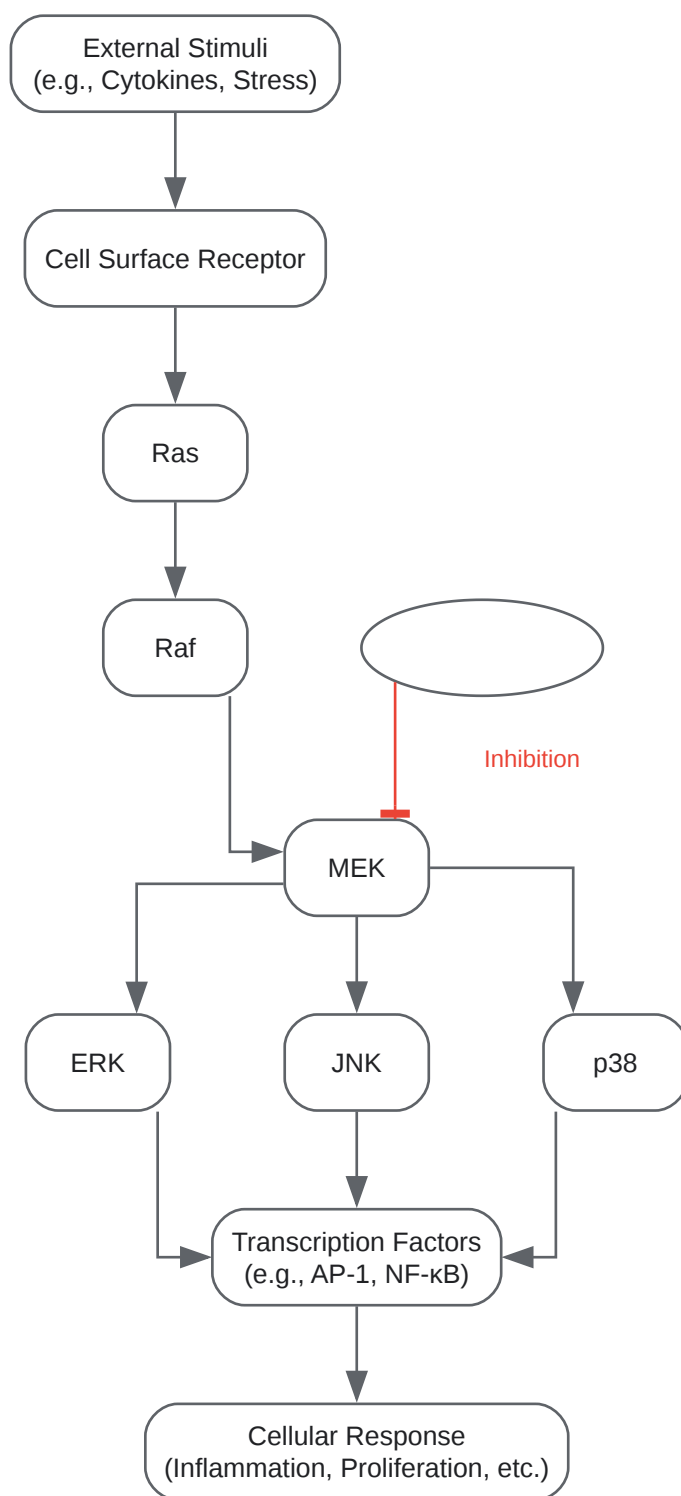 External Stimuli
(e.g., Cytokines, Stress)
Cell Surface Receptor
Ras
Raf
Inhibition
MEK
ERK
JNK
p38
Transcription Factors
(e.g., AP-1, NF-κB)
Cellular Response
(Inflammation, Proliferation, etc.)